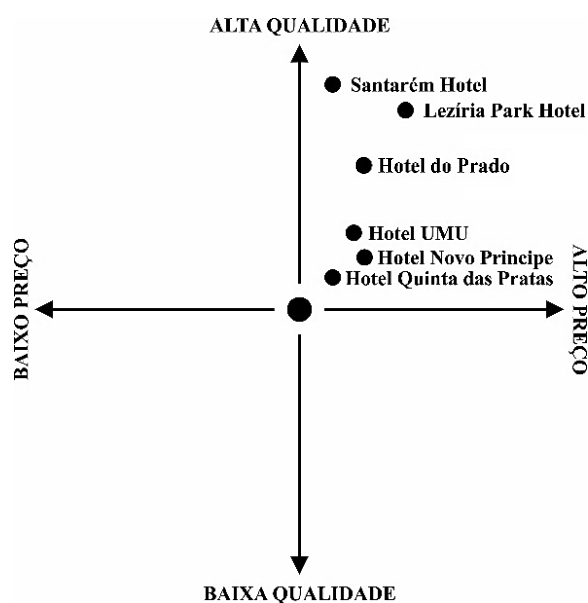 ALTA QUALIDADE
Santarém Hotel
Lezíria Park Hotel
Hotel do Prado
Hotel UMU
Hotel Novo Principe
Hotel Quinta das Pratas
BAIXO PREÇO
ALTO PREÇO
BAIXA QUALIDADE